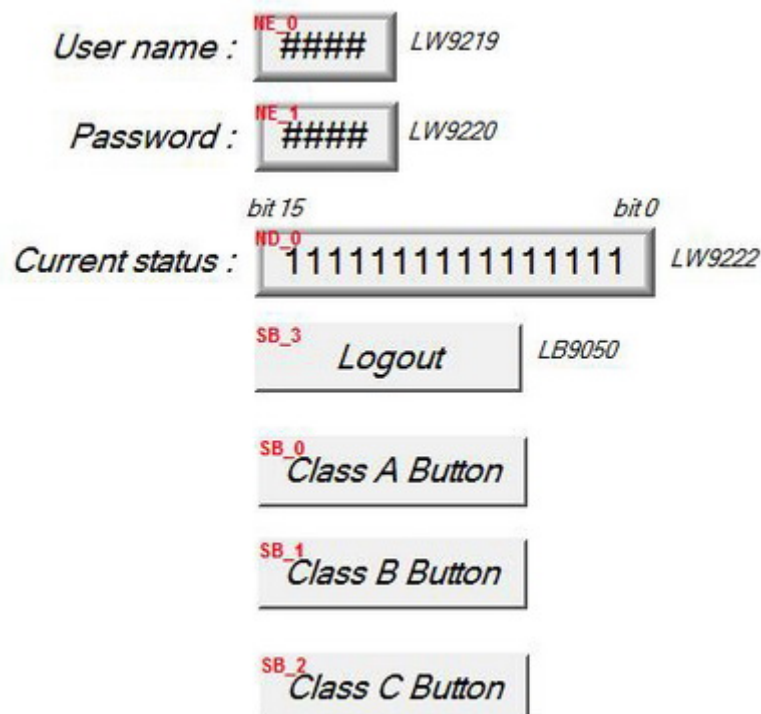 NE_0
User name : #### LW9219
NE_1
Password : #### LW9220
bit 15 bit 0
ND_0
Current status : 1111111111111111 LW9222
SB_3
Logout LB9050
SB_0
Class A Button
SB_1
Class B Button
SB_2
Class C Button